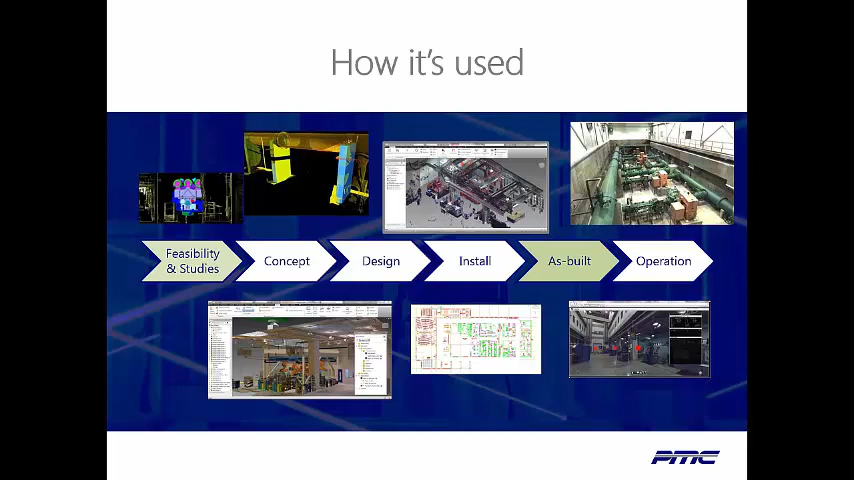 How it's used
Feasibility
& Studies
Concept
Design
Install
As-built
Operation
PMC